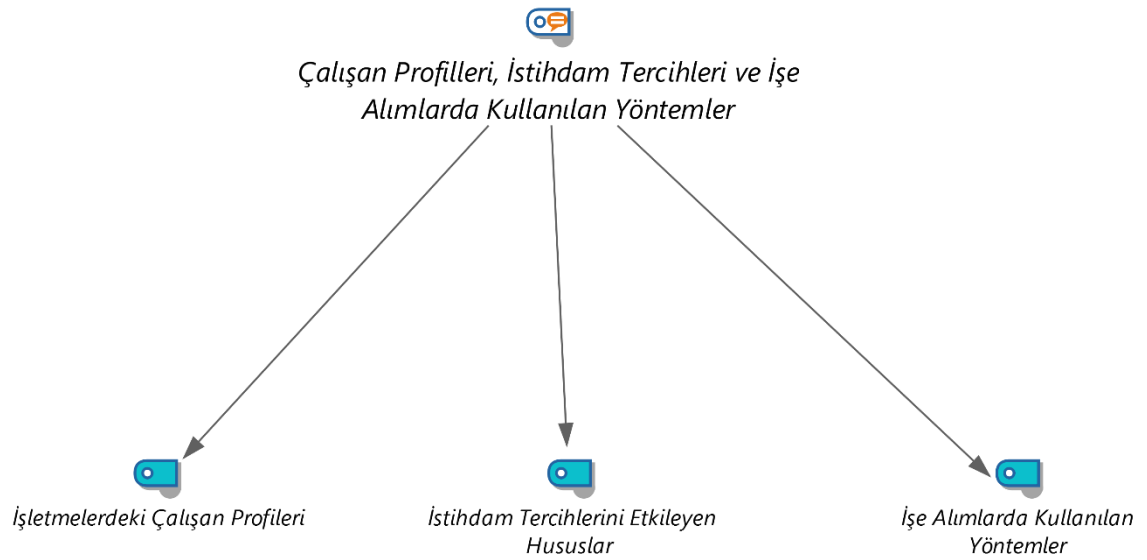 Çalışan Profilleri, İstihdam Tercihleri ve İşe
Alımlarda Kullanılan Yöntemler
İşletmelerdeki Çalışan Profileri
İstihdam Tercihlerini Etkileyen
Hususlar
İşe Alımlarda Kullanılan
Yöntemler